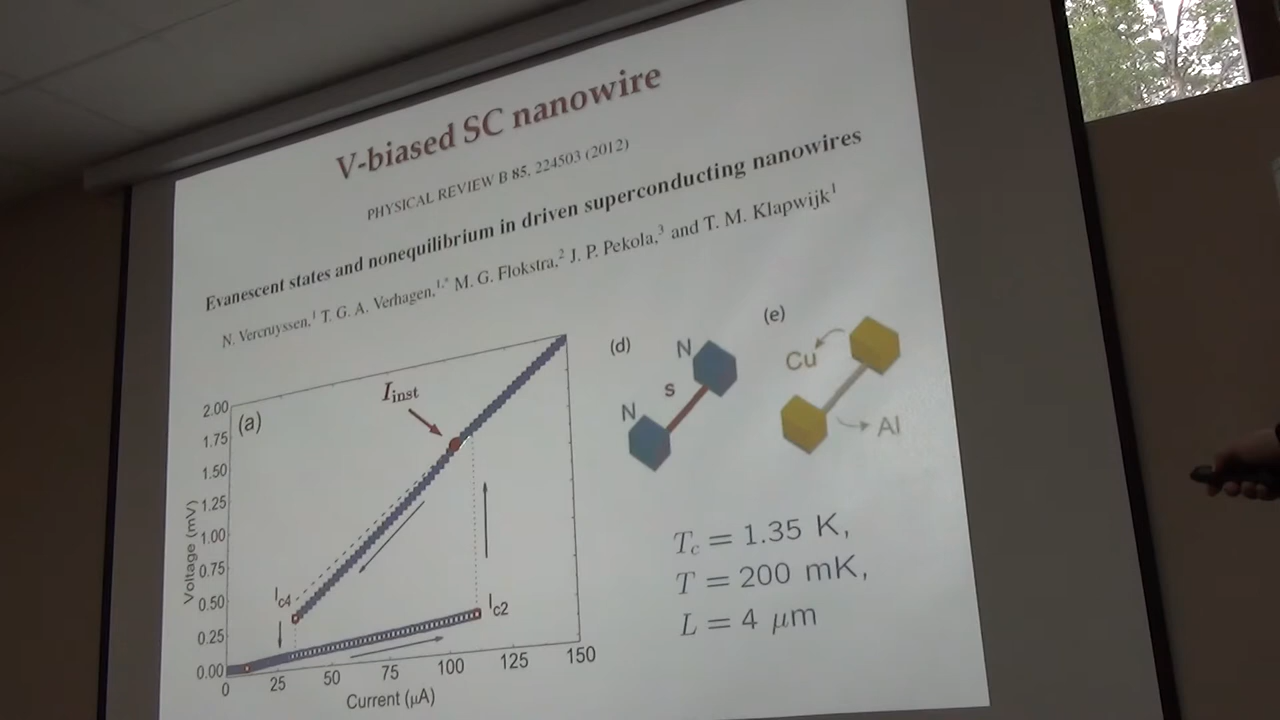 V-biased SC nanowire
PHYSICAL REVIEW B 85, 224503 (2012)
Evanescent states and nonequilibrium in driven superconducting nanowires
N. Vercruyssen,¹ T. G. A. Verhagen,¹,* M. G. Flokstra,² J. P. Pekola,³ and T. M. Klapwijk¹
(a)
I_inst
2.00
1.75
1.50
1.25
1.00
0.75
0.50
0.25
0.00
Voltage (mV)
I_c4
I_c2
0 25 50 75 100 125 150
Current (μA)
(d)
N
S
N
(e)
Cu
Al
T_c = 1.35 K,
T = 200 mK,
L = 4 μm